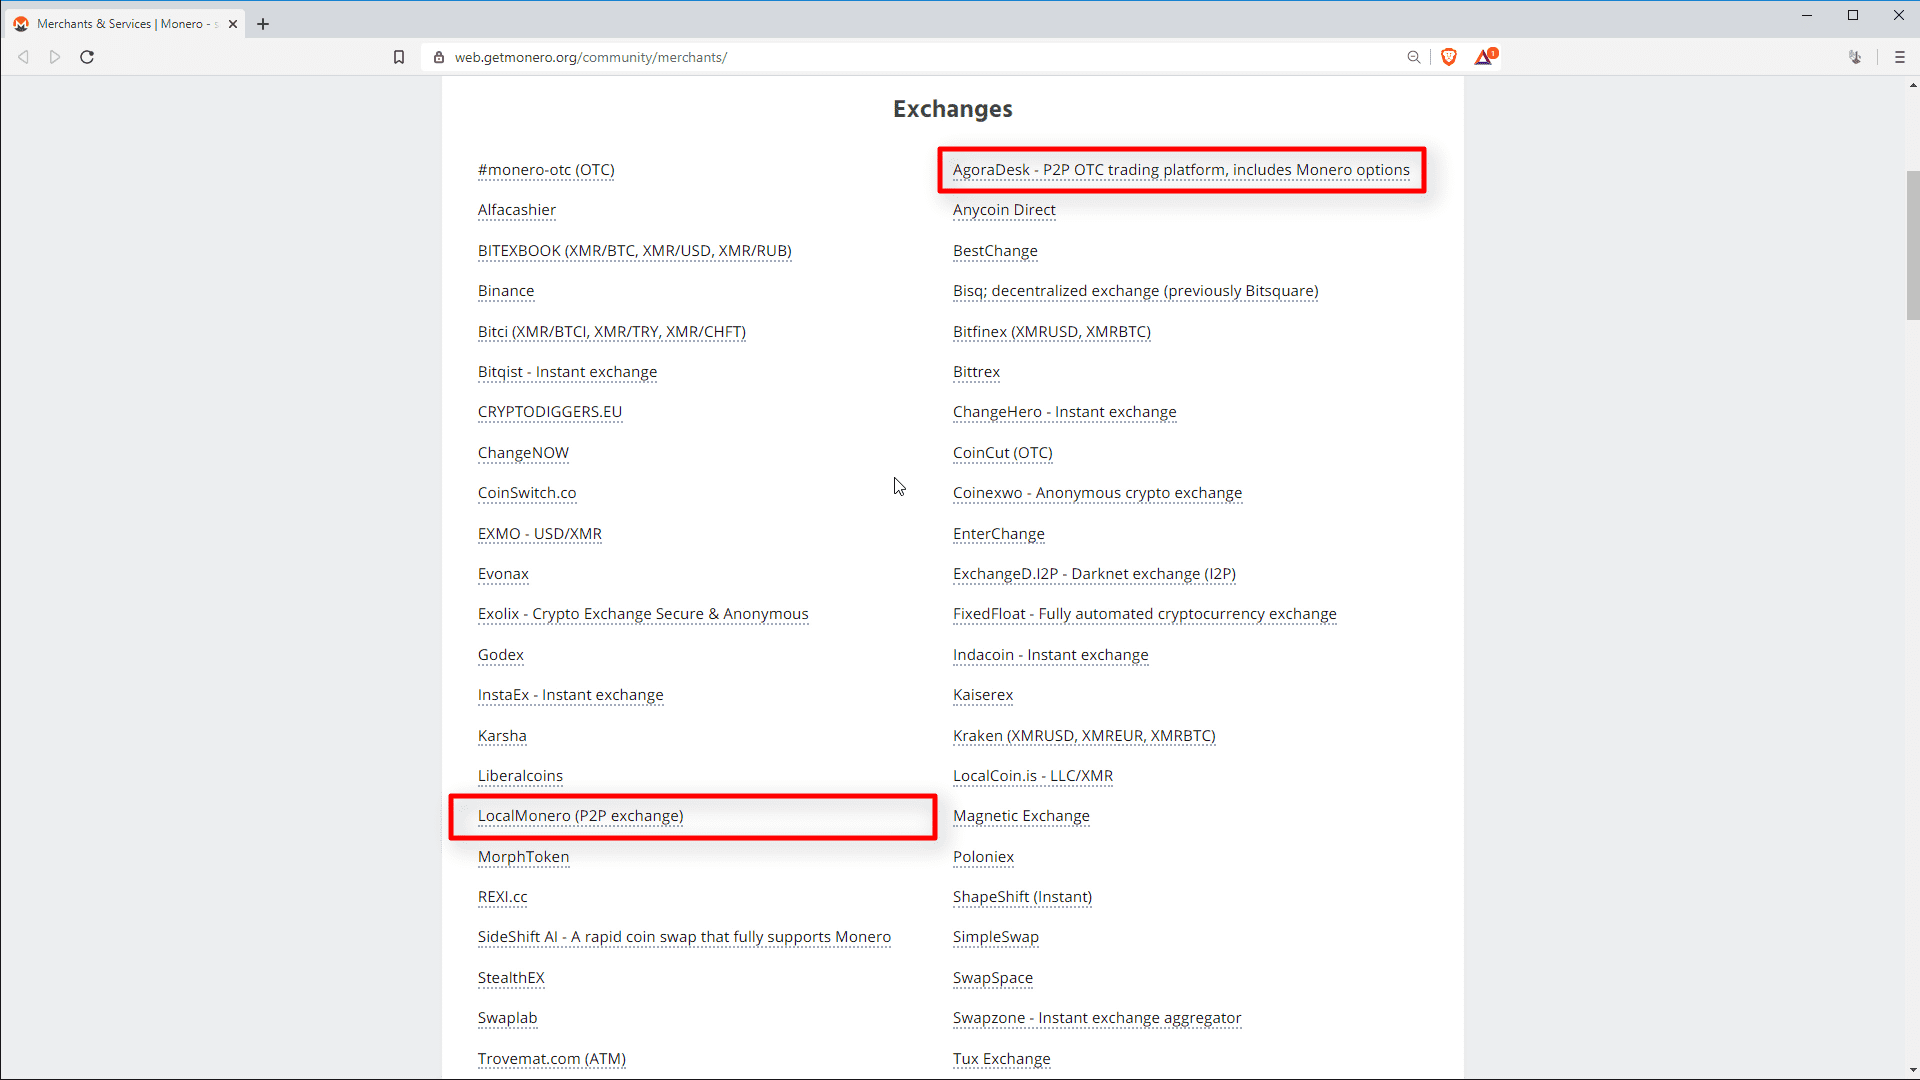 Merchants & Services | Monero -
web.getmonero.org/community/merchants/
1
Exchanges
#monero-otc (OTC)
AgoraDesk - P2P OTC trading platform, includes Monero options
Alfacashier
Anycoin Direct
BITEXBOOK (XMR/BTC, XMR/USD, XMR/RUB)
BestChange
Binance
Bisq; decentralized exchange (previously Bitsquare)
Bitci (XMR/BTCI, XMR/TRY, XMR/CHFT)
Bitfinex (XMRUSD, XMRBTC)
Bitqist - Instant exchange
Bittrex
CRYPTODIGGERS.EU
ChangeHero - Instant exchange
ChangeNOW
CoinCut (OTC)
CoinSwitch.co
Coinexwo - Anonymous crypto exchange
EXMO - USD/XMR
EnterChange
Evonax
ExchangeD.I2P - Darknet exchange (I2P)
Exolix - Crypto Exchange Secure & Anonymous
FixedFloat - Fully automated cryptocurrency exchange
Godex
Indacoin - Instant exchange
InstaEx - Instant exchange
Kaiserex
Karsha
Kraken (XMRUSD, XMREUR, XMRBTC)
Liberalcoins
LocalCoin.is - LLC/XMR
LocalMonero (P2P exchange)
Magnetic Exchange
MorphToken
Poloniex
REXI.cc
ShapeShift (Instant)
SideShift AI - A rapid coin swap that fully supports Monero
SimpleSwap
StealthEX
SwapSpace
Swaplab
Swapzone - Instant exchange aggregator
Trovemat.com (ATM)
Tux Exchange